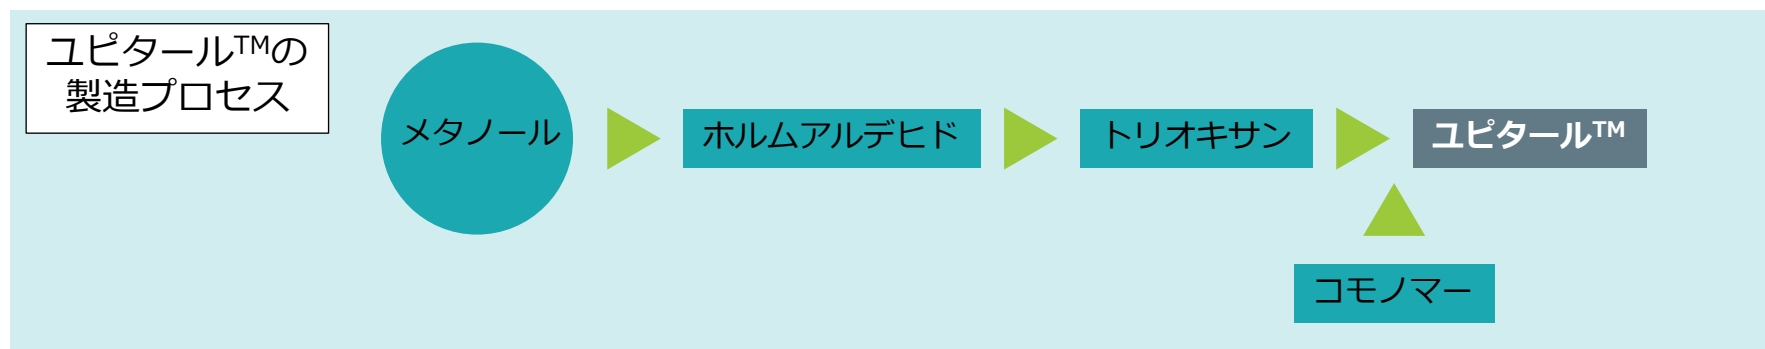 ユピタール™の
製造プロセス
メタノール
ホルムアルデヒド
トリオキサン
ユピタール™
コモノマー